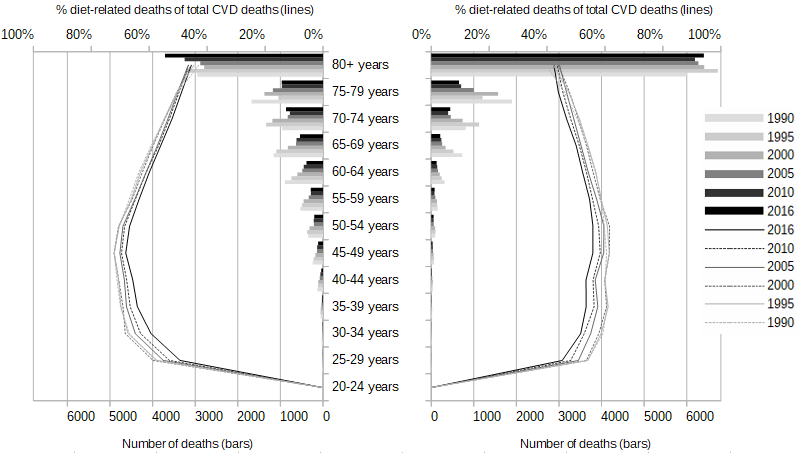 % diet-related deaths of total CVD deaths (lines)
% diet-related deaths of total CVD deaths (lines)
100% 80% 60% 40% 20% 0%
0% 20% 40% 60% 80% 100%
80+ years
75-79 years
70-74 years
65-69 years
60-64 years
55-59 years
50-54 years
45-49 years
40-44 years
35-39 years
30-34 years
25-29 years
20-24 years
1990
1995
2000
2005
2010
2016
2016
2010
2005
2000
1995
1990
6000 5000 4000 3000 2000 1000 0
0 1000 2000 3000 4000 5000 6000
Number of deaths (bars)
Number of deaths (bars)